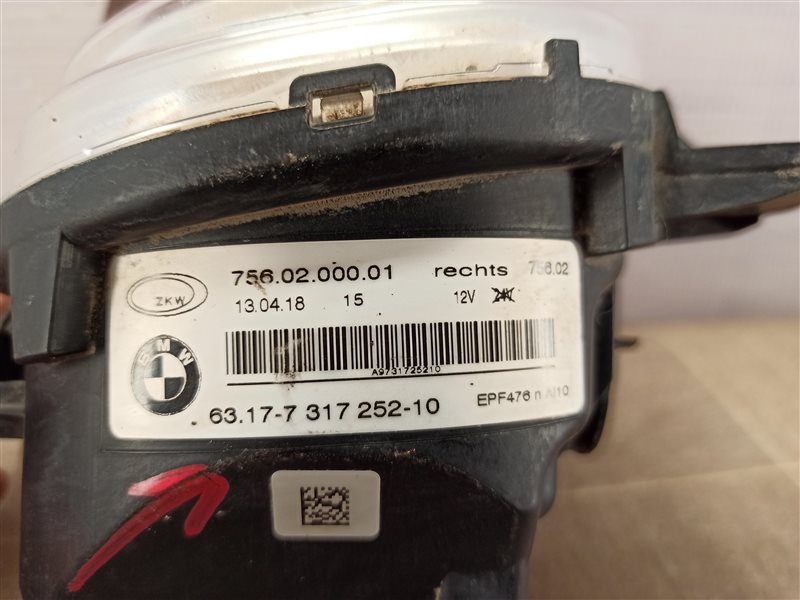 756.02.000.01 rechts 756.02
ZKW
13.04.18 15 12V 24V
BMW
A9731725210
63.17-7 317 252-10 EPF476 n A10